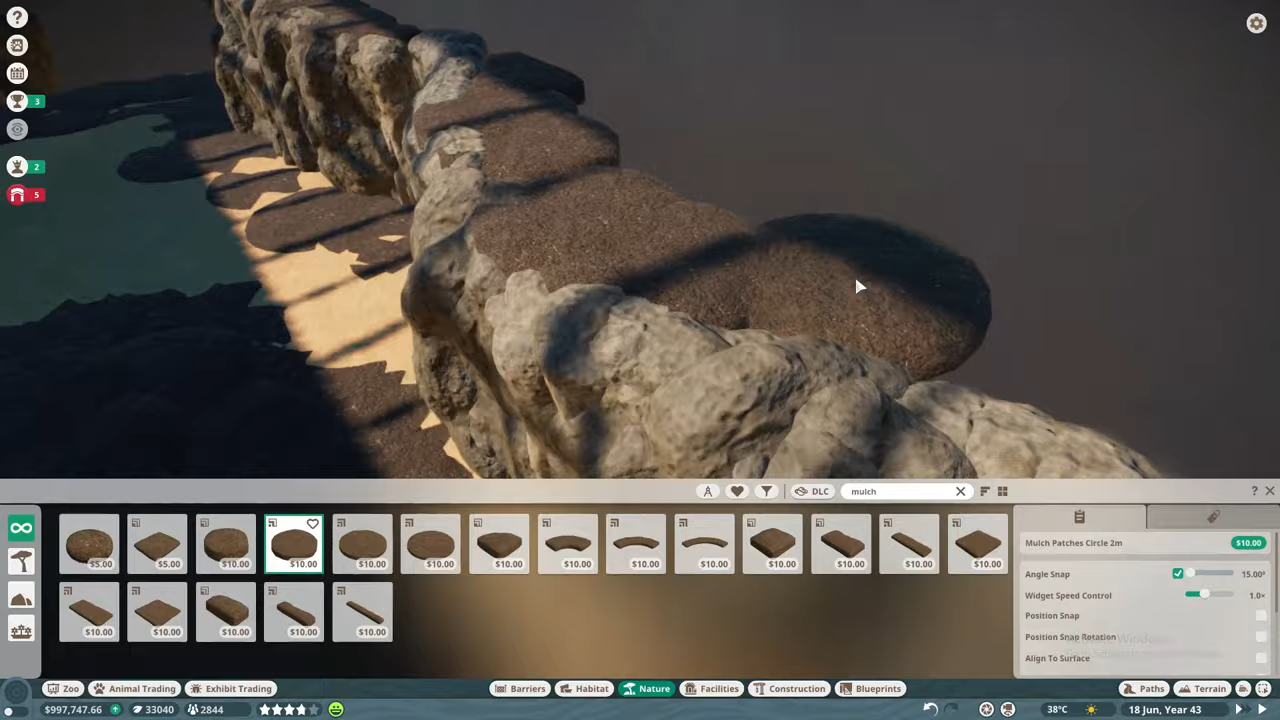 ?
3
2
5
DLC
mulch
?
$5.00 $5.00 $10.00 $10.00 $10.00 $10.00 $10.00 $10.00 $10.00 $10.00 $10.00 $10.00 $10.00 $10.00
$10.00 $10.00 $10.00 $10.00 $10.00
Mulch Patches Circle 2m $10.00
Angle Snap 15.00°
Widget Speed Control 1.0×
Position Snap
Position Snap Rotation
Align To Surface
Zoo Animal Trading Exhibit Trading Barriers Habitat Nature Facilities Construction Blueprints Paths Terrain
$997,747.66 33040 2844 38°C 18 Jun, Year 43